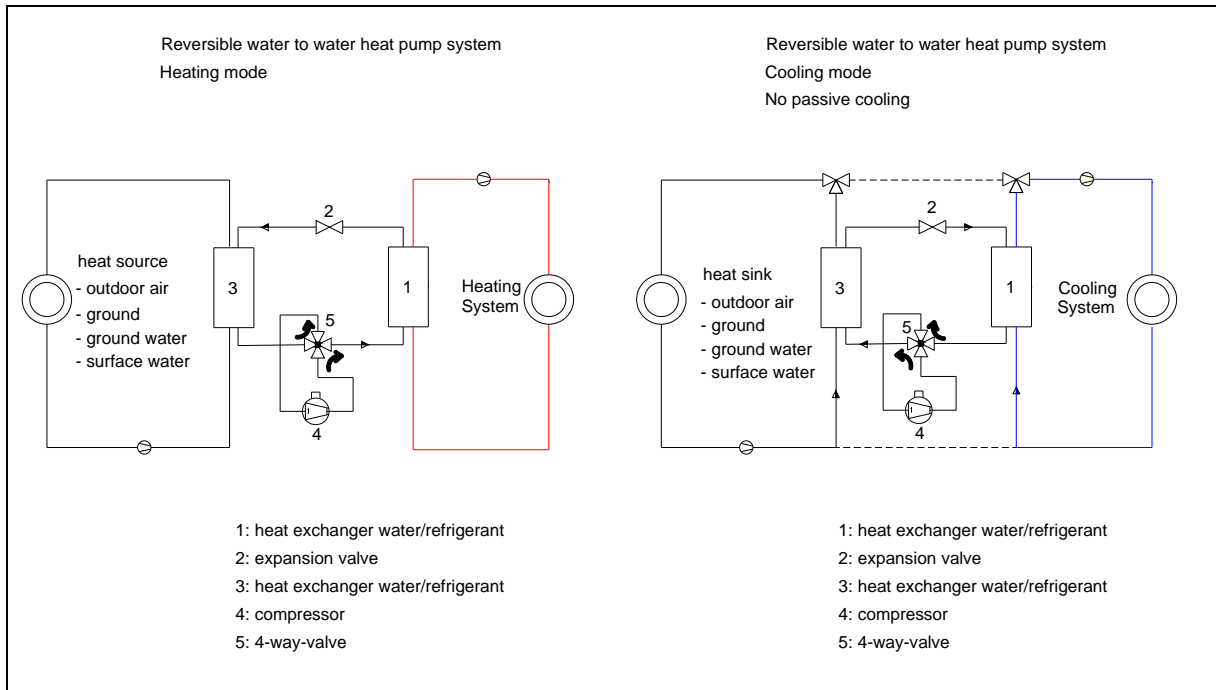 Reversible water to water heat pump system
Heating mode
2
heat source
- outdoor air
- ground
- ground water
- surface water
3
1
Heating
System
5
4
1: heat exchanger water/refrigerant
2: expansion valve
3: heat exchanger water/refrigerant
4: compressor
5: 4-way-valve
Reversible water to water heat pump system
Cooling mode
No passive cooling
2
heat sink
- outdoor air
- ground
- ground water
- surface water
3
1
Cooling
System
5
4
1: heat exchanger water/refrigerant
2: expansion valve
3: heat exchanger water/refrigerant
4: compressor
5: 4-way-valve